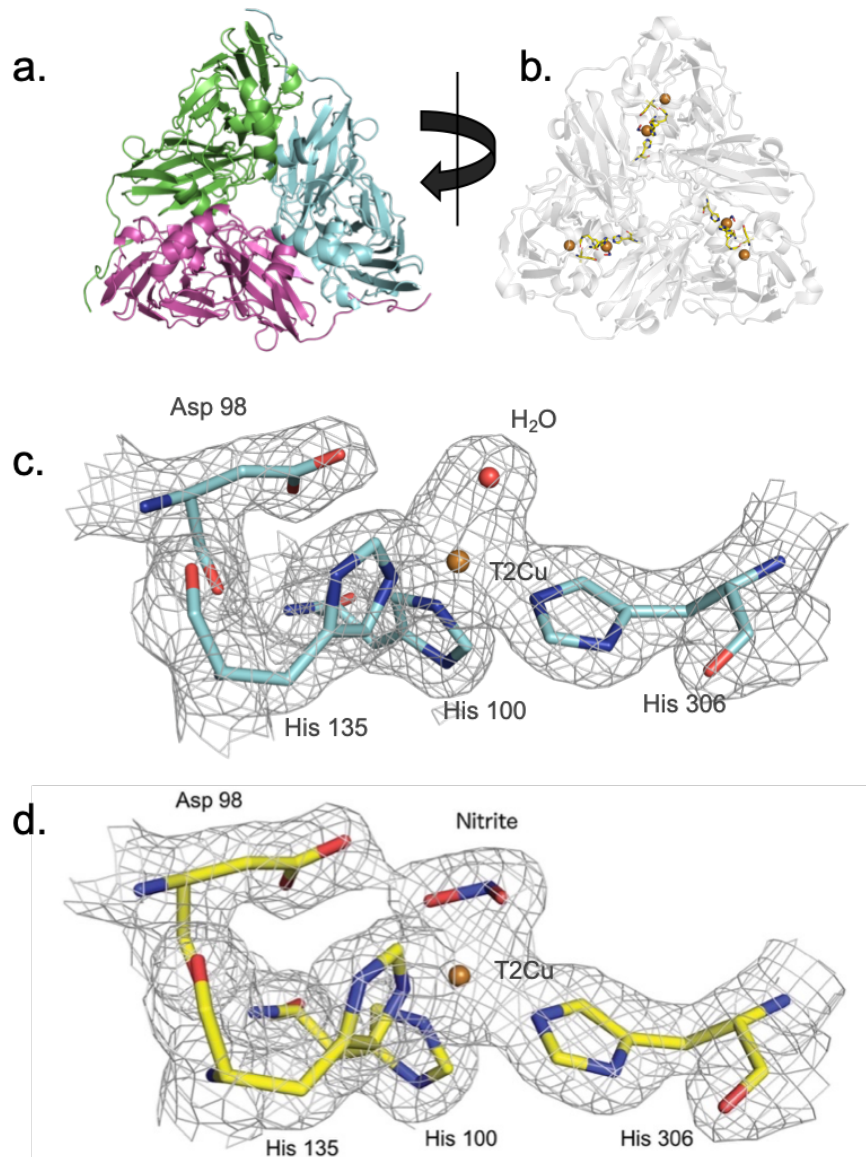 a.
b.
c.
Asp 98
H₂O
T2Cu
His 135
His 100
His 306
d.
Asp 98
Nitrite
T2Cu
His 135
His 100
His 306